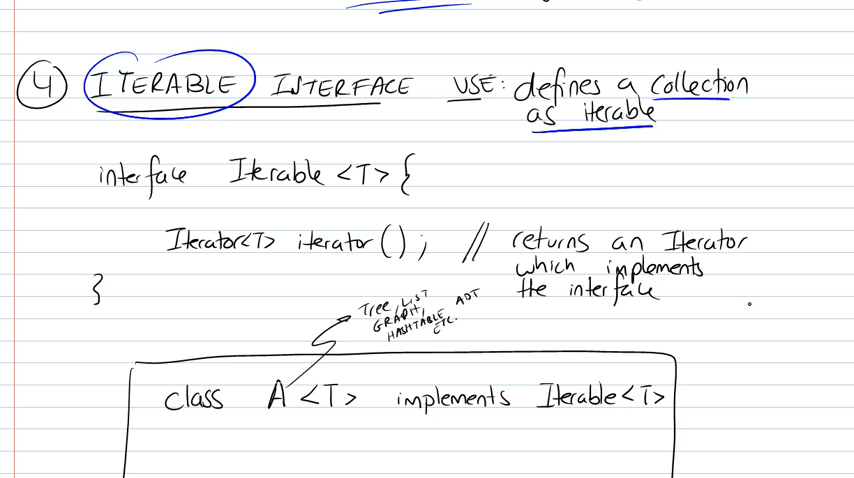 4 ITERABLE INTERFACE USE: defines a collection
as iterable
interface Iterable <T> {
Iterator<T> iterator(); // returns an Iterator
which implements
the interface
}
Tree, LIST
GRAPH, ADT
HASHTABLE
ETC.
class A <T> implements Iterable<T>